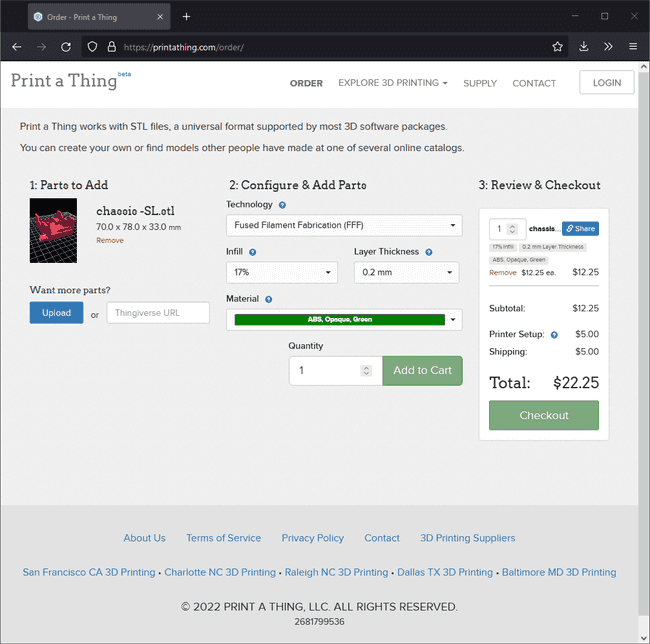 Order - Print a Thing
https://printathing.com/order/
Print a Thing beta
ORDER EXPLORE 3D PRINTING SUPPLY CONTACT LOGIN
Print a Thing works with STL files, a universal format supported by most 3D software packages.
You can create your own or find models other people have made at one of several online catalogs.
1: Parts to Add
chassis -SL.stl
70.0 x 78.0 x 33.0 mm
Remove
Want more parts?
Upload or Thingiverse URL
2: Configure & Add Parts
Technology ?
Fused Filament Fabrication (FFF)
Infill ? Layer Thickness ?
17% 0.2 mm
Material ?
ABS, Opaque, Green
Quantity
1 Add to Cart
3: Review & Checkout
1 chassis... Share
17% Infill 0.2 mm Layer Thickness
ABS, Opaque, Green
Remove $12.25 ea. $12.25
Subtotal: $12.25
Printer Setup: ? $5.00
Shipping: $5.00
Total: $22.25
Checkout
About Us Terms of Service Privacy Policy Contact 3D Printing Suppliers
San Francisco CA 3D Printing • Charlotte NC 3D Printing • Raleigh NC 3D Printing • Dallas TX 3D Printing • Baltimore MD 3D Printing
© 2022 PRINT A THING, LLC. ALL RIGHTS RESERVED.
2681799536